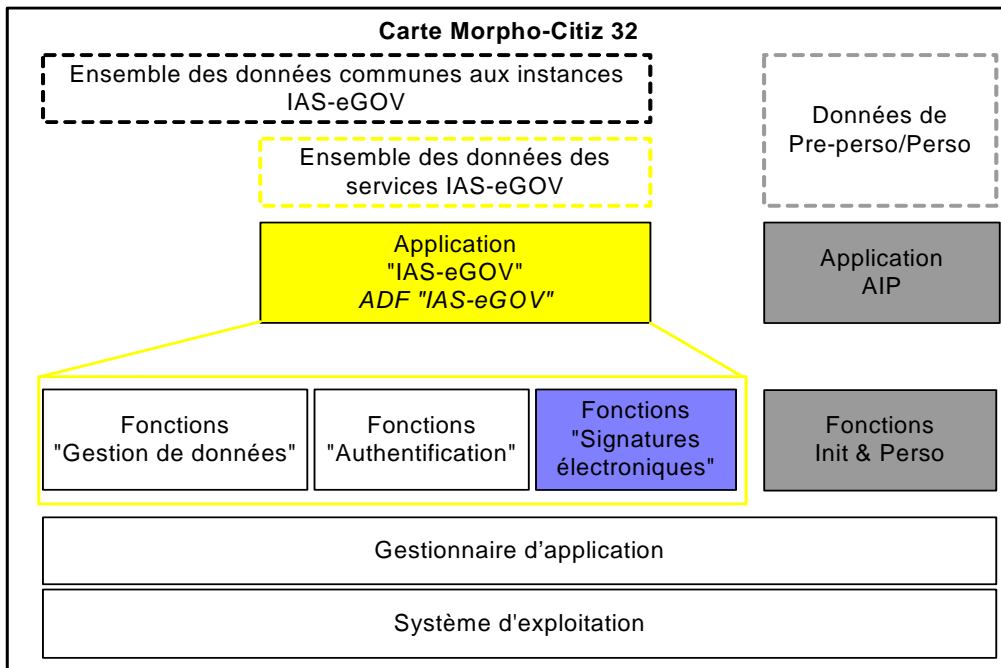 Carte Morpho-Citiz 32
Ensemble des données communes aux instances
IAS-eGOV
Données de
Pre-perso/Perso
Ensemble des données des
services IAS-eGOV
Application
"IAS-eGOV"
ADF "IAS-eGOV"
Application
AIP
Fonctions
"Gestion de données"
Fonctions
"Authentification"
Fonctions
"Signatures
électroniques"
Fonctions
Init & Perso
Gestionnaire d'application
Système d'exploitation